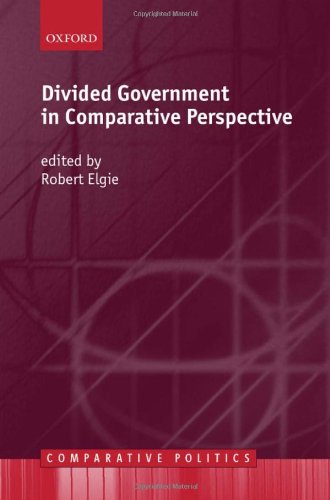 OXFORD
Divided Government
in Comparative Perspective
edited by
Robert Elgie
COMPARATIVE POLITICS